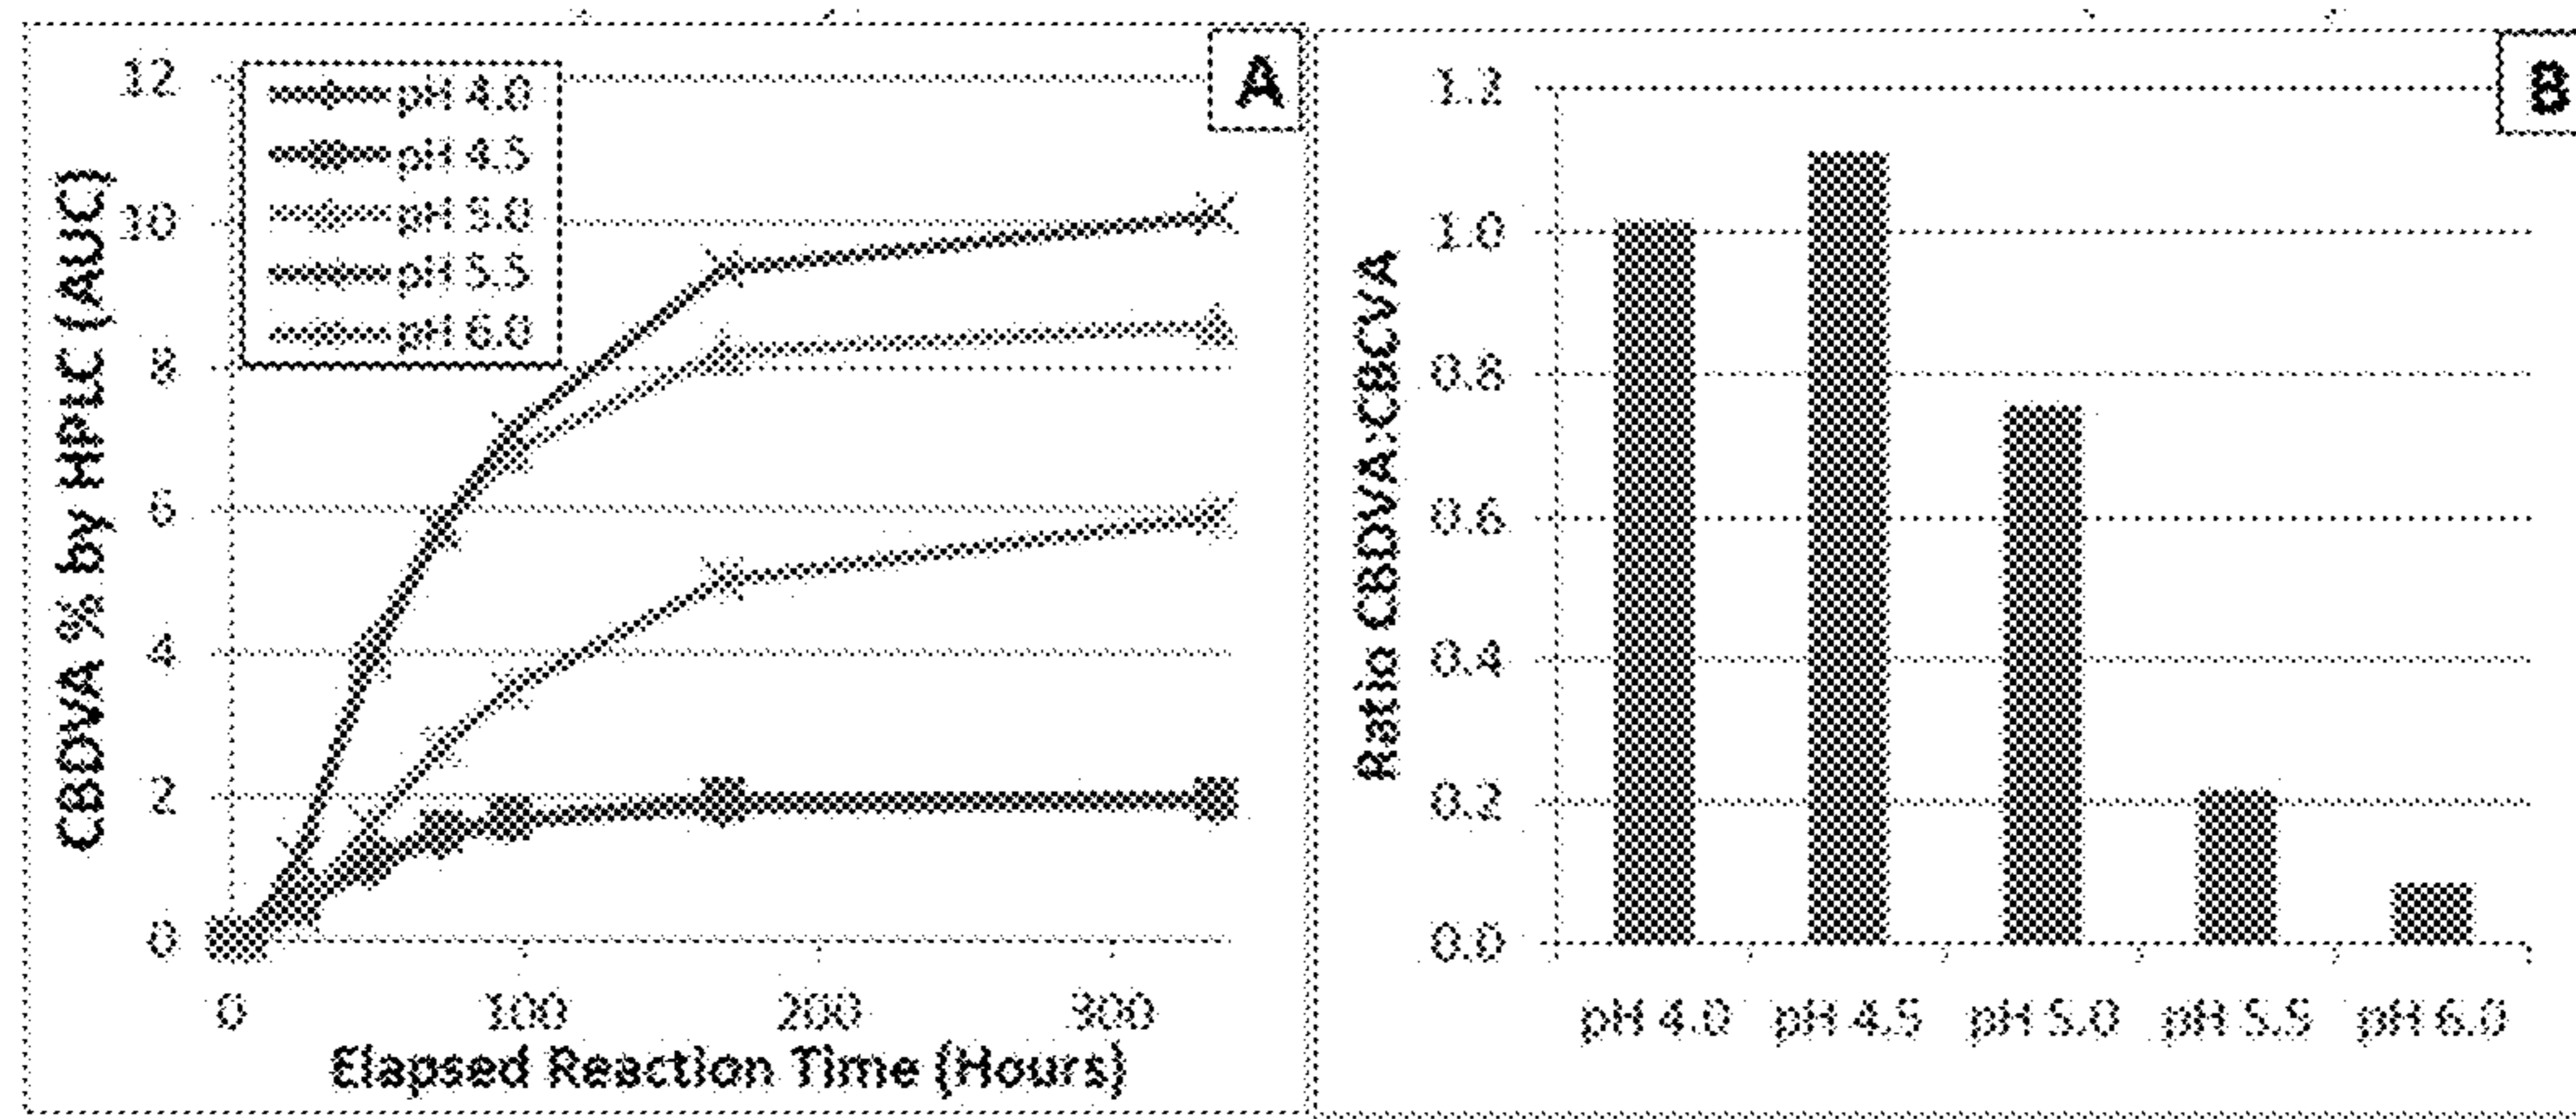 A
12
10
8
6
4
2
0
pH 4.0
pH 4.5
pH 5.0
pH 5.5
pH 6.0
CBDVA % by HPLC (AUC)
0 100 200 300
Elapsed Reaction Time (Hours)
B
1.2
1.0
0.8
0.6
0.4
0.2
0.0
Ratio CBDVA:CBCVA
pH 4.0 pH 4.5 pH 5.0 pH 5.5 pH 6.0